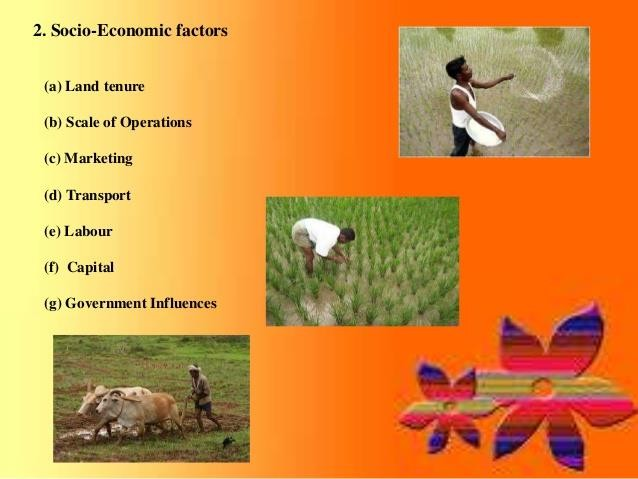 2. Socio-Economic factors
(a) Land tenure
(b) Scale of Operations
(c) Marketing
(d) Transport
(e) Labour
(f) Capital
(g) Government Influences